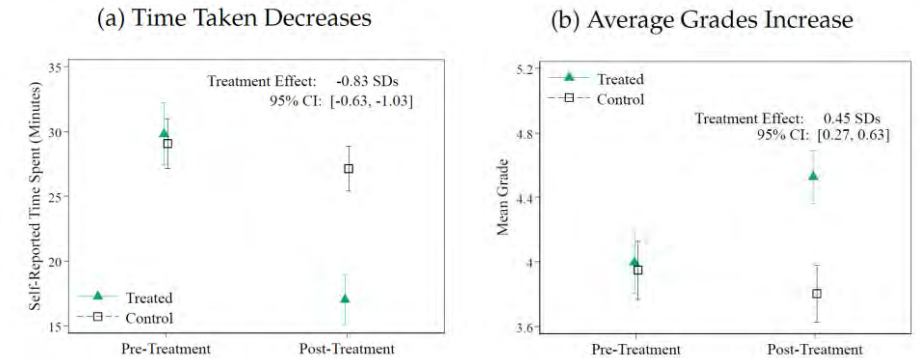 (a) Time Taken Decreases
Self-Reported Time Spent (Minutes)
35
30
25
20
15
Treatment Effect: -0.83 SDs
95% CI: [-0.63, -1.03]
Treated
Control
Pre-Treatment Post-Treatment
(b) Average Grades Increase
Mean Grade
5.2
4.8
4.4
4
3.6
Treated
Control
Treatment Effect: 0.45 SDs
95% CI: [0.27, 0.63]
Pre-Treatment Post-Treatment